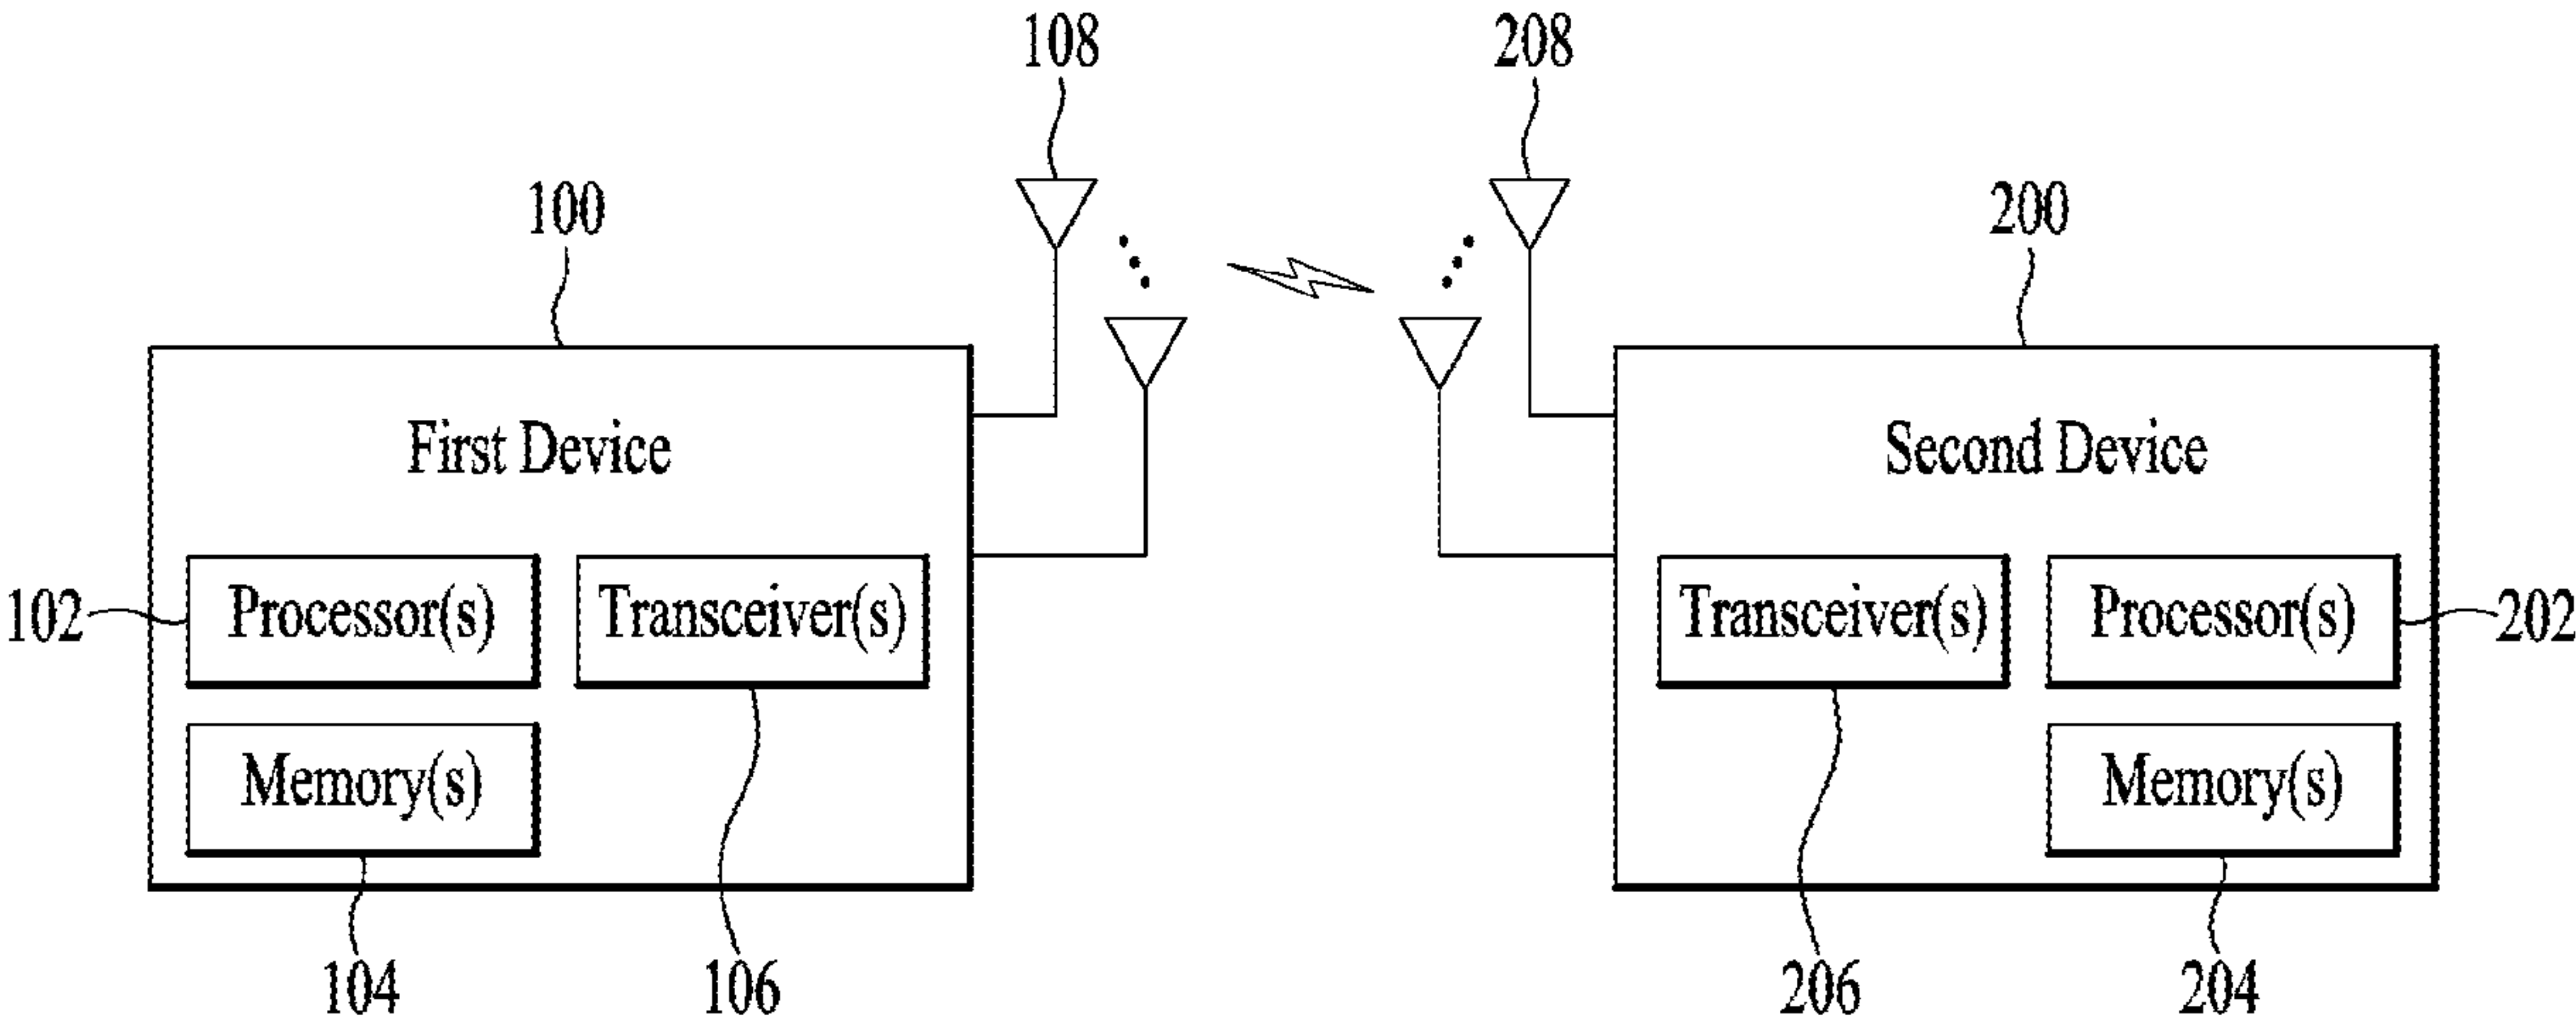 108
208
100
200
First Device
Second Device
102
Processor(s)
Transceiver(s)
Transceiver(s)
Processor(s)
202
Memory(s)
Memory(s)
104
106
206
204